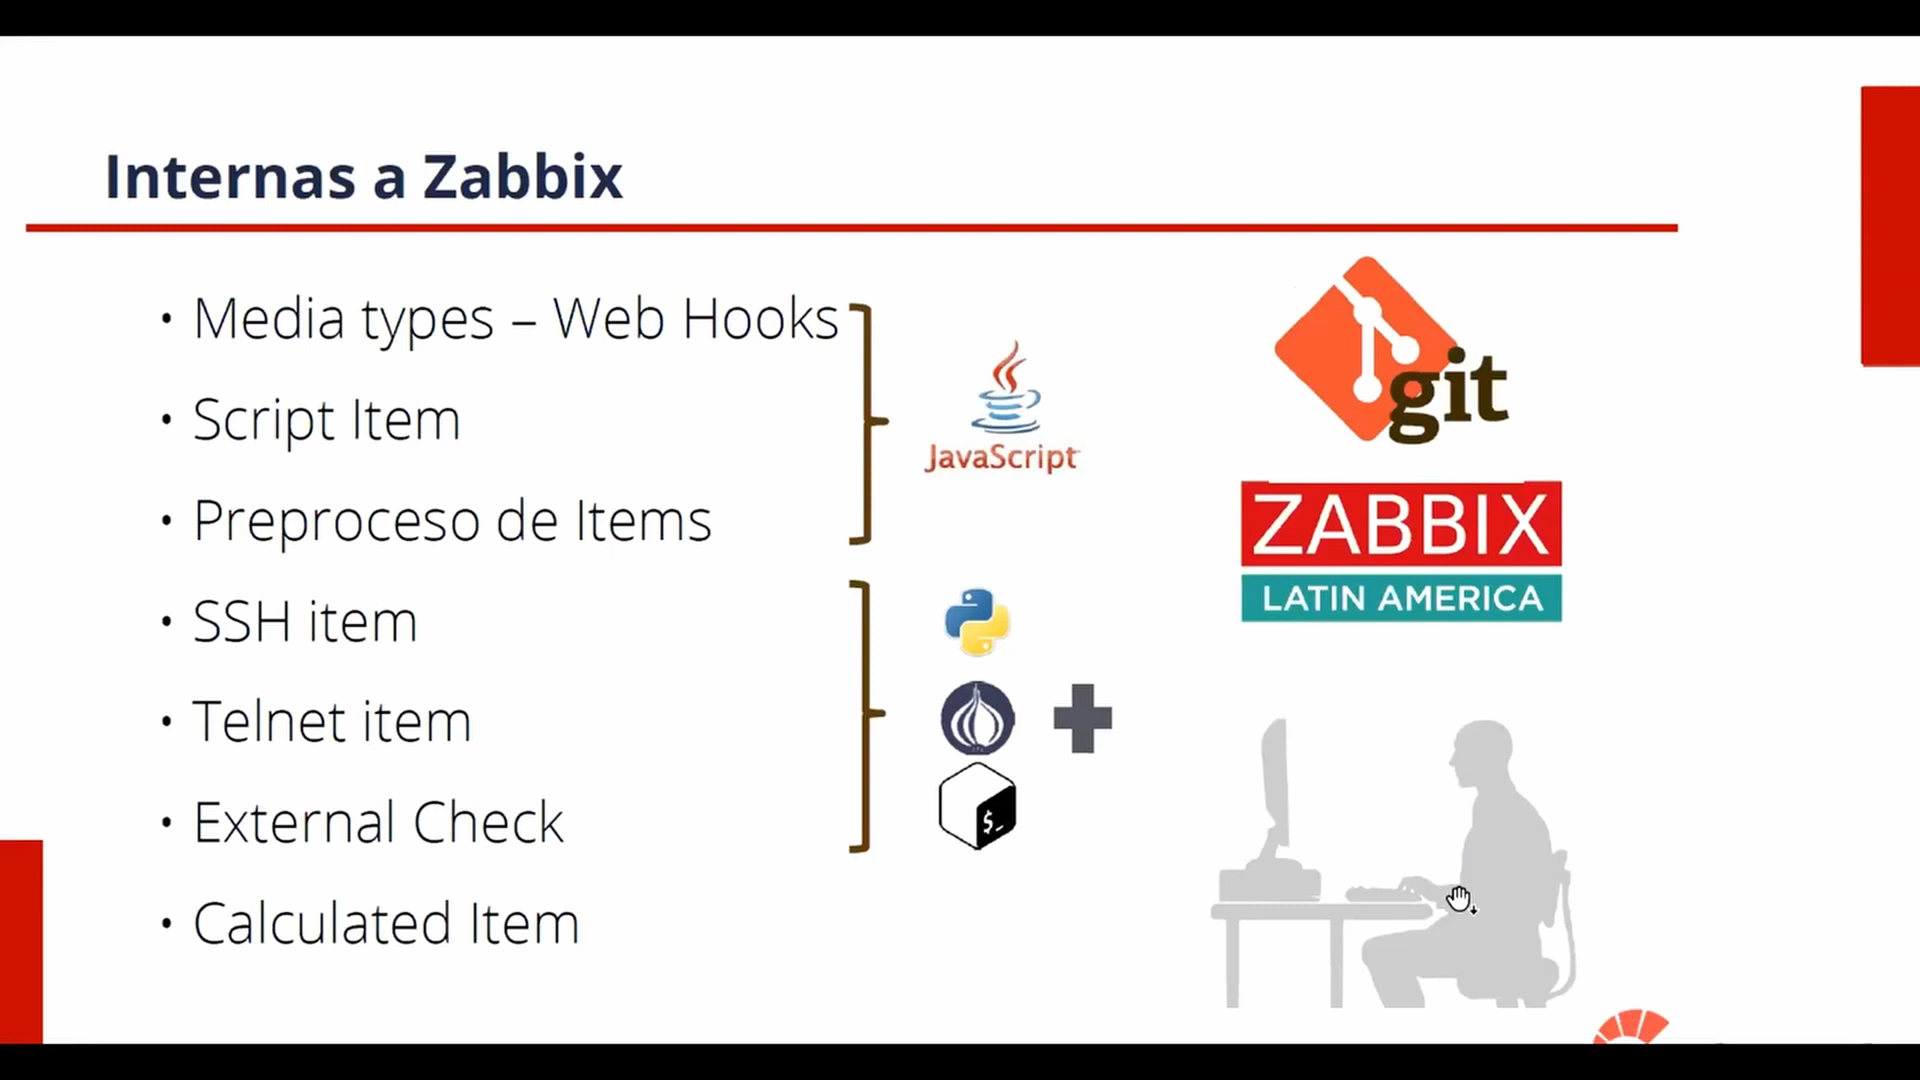 Internas a Zabbix
• Media types – Web Hooks
• Script Item
• Preproceso de Items
• SSH item
• Telnet item
• External Check
• Calculated Item
JavaScript
$_
git
ZABBIX
LATIN AMERICA